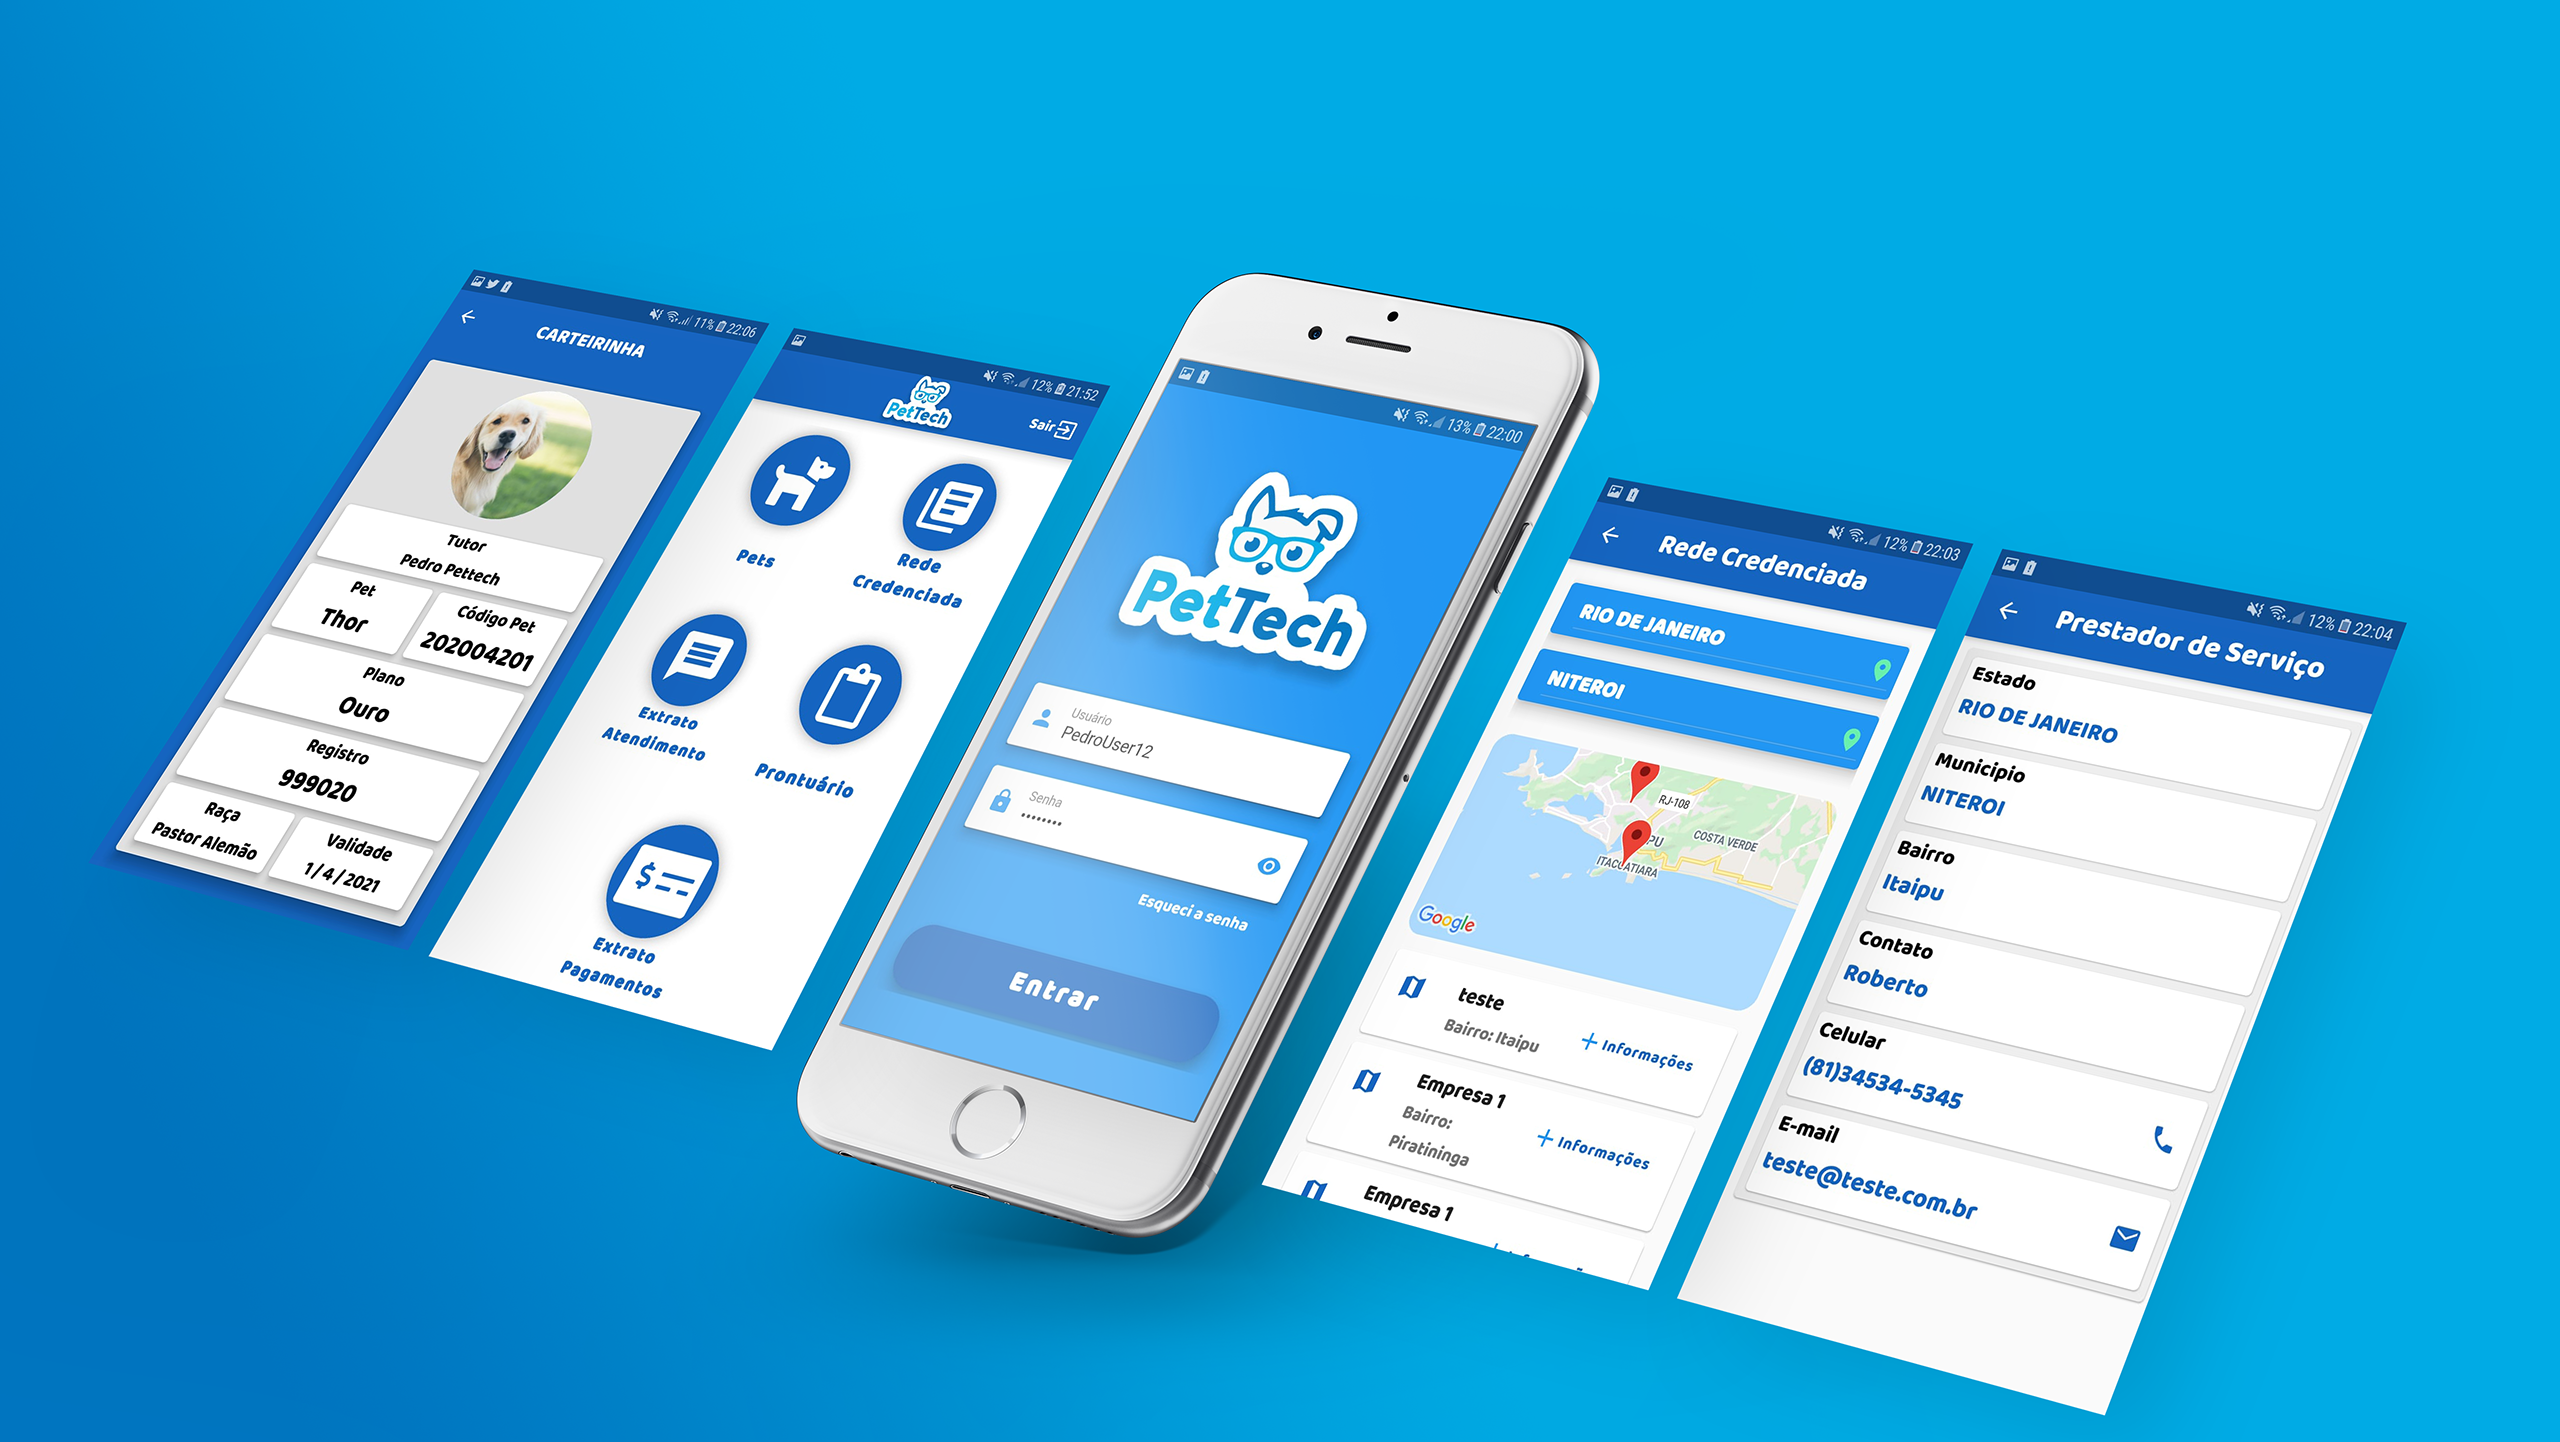 11% 22:06
CARTEIRINHA
Tutor
Pedro Pettech
Pet
Thor
Código Pet
202004201
Plano
Ouro
Registro
999020
Raça
Pastor Alemão
Validade
1 / 4 / 2021
12% 21:52
PetTech
Sair
Pets
Rede
Credenciada
Extrato
Atendimento
Prontuário
$
Extrato
Pagamentos
13% 22:00
PetTech
Usuário
PedroUser12
Senha
••••••••
Esqueci a senha
Entrar
12% 22:03
Rede Credenciada
RIO DE JANEIRO
NITEROI
RJ-108
COSTA VERDE
ITACOATIARA
Google
teste
Bairro: Itaipu
+ Informações
Empresa 1
Bairro:
Piratininga
+ Informações
Empresa 1
12% 22:04
Prestador de Serviço
Estado
RIO DE JANEIRO
Municipio
NITEROI
Bairro
Itaipu
Contato
Roberto
Celular
(81)34534-5345
E-mail
teste@teste.com.br